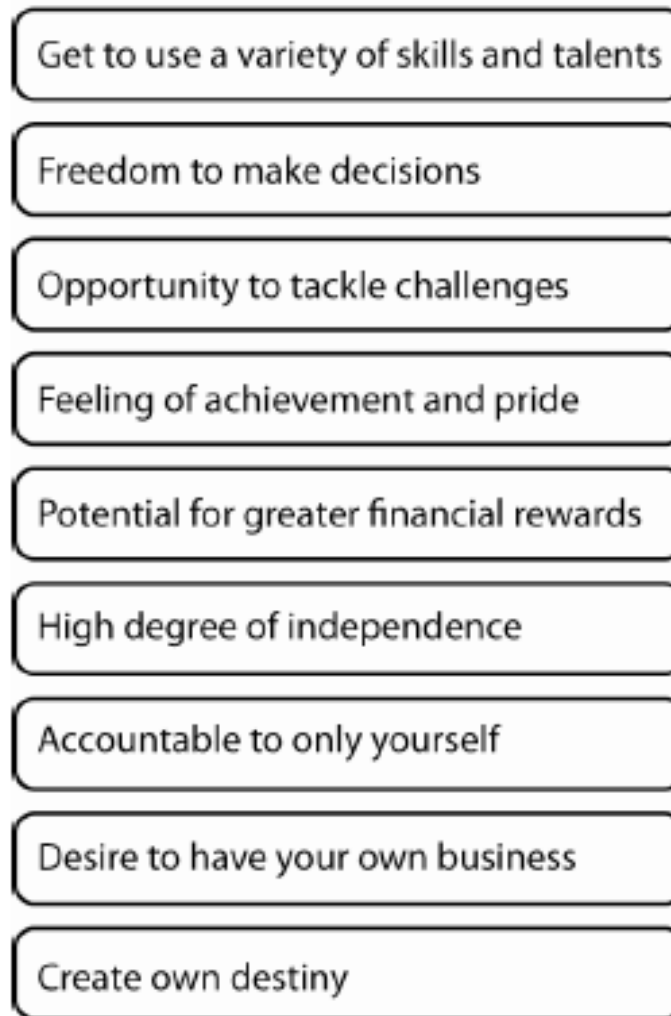 Get to use a variety of skills and talents
Freedom to make decisions
Opportunity to tackle challenges
Feeling of achievement and pride
Potential for greater financial rewards
High degree of independence
Accountable to only yourself
Desire to have your own business
Create own destiny